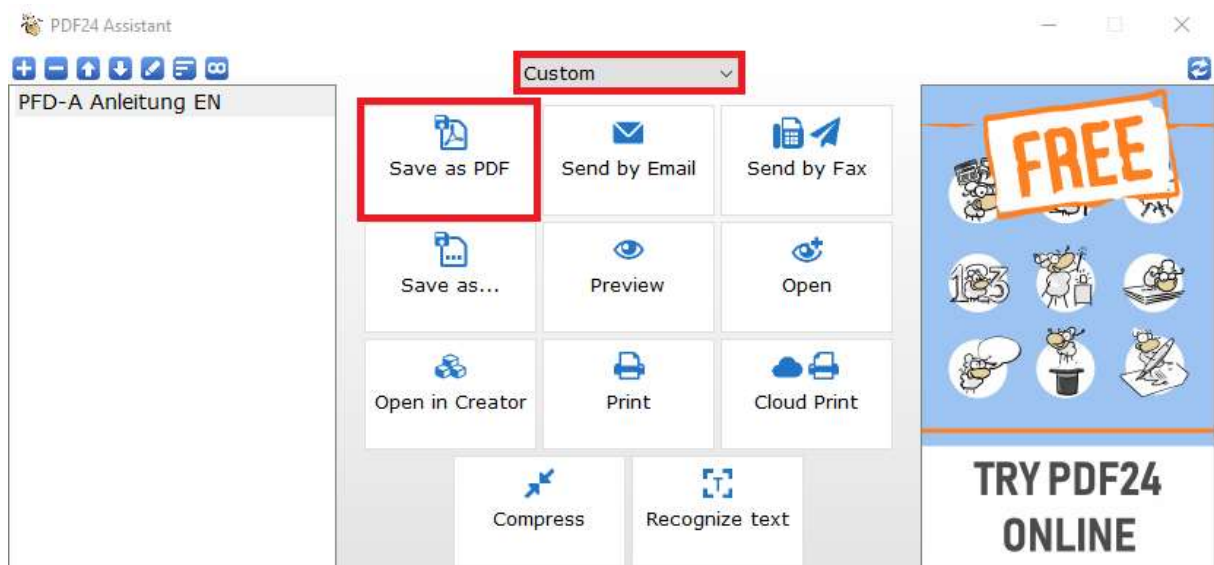 PDF24 Assistant
Custom
PFD-A Anleitung EN
Save as PDF
Send by Email
Send by Fax
Save as...
Preview
Open
Open in Creator
Print
Cloud Print
Compress
Recognize text
FREE
123
TRY PDF24
ONLINE